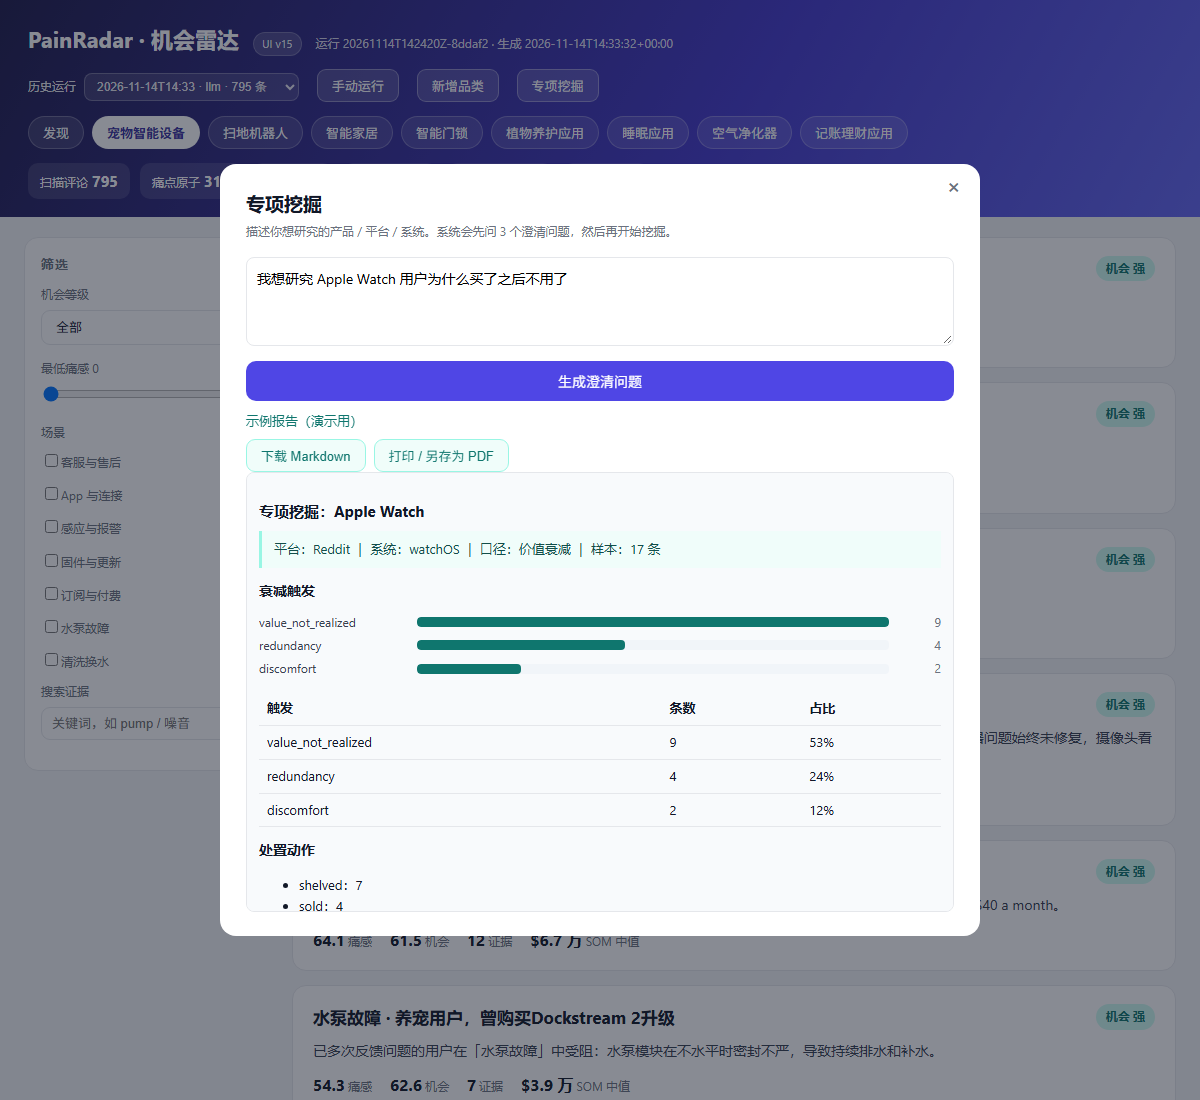 PainRadar · 机会雷达 UI v15 运行 20261114T142420Z-8ddaf2 · 生成 2026-11-14T14:33:32+00:00
历史运行 2026-11-14T14:33 · llm · 795 条 手动运行 新增品类 专项挖掘
发现 宠物智能设备 扫地机器人 智能家居 智能门锁 植物养护应用 睡眠应用 空气净化器 记账理财应用
扫描评论 795 痛点原子 31
专项挖掘 ×
描述你想研究的产品 / 平台 / 系统。系统会先问 3 个澄清问题，然后再开始挖掘。
我想研究 Apple Watch 用户为什么买了之后不用了
生成澄清问题
示例报告（演示用）
下载 Markdown 打印 / 另存为 PDF
专项挖掘：Apple Watch
平台：Reddit | 系统：watchOS | 口径：价值衰减 | 样本：17 条
衰减触发
value_not_realized 9
redundancy 4
discomfort 2
触发 条数 占比
value_not_realized 9 53%
redundancy 4 24%
discomfort 2 12%
处置动作
shelved：7
sold：4
筛选
机会等级
全部
最低痛感 0
场景
客服与售后
App 与连接
感应与报警
固件与更新
订阅与付费
水泵故障
清洗换水
搜索证据
关键词，如 pump / 噪音
机会 强
机会 强
机会 强
机会 强
问题始终未修复，摄像头看
机会 强
$40 a month。
64.1 痛感 61.5 机会 12 证据 $6.7 万 SOM 中值
水泵故障 · 养宠用户，曾购买Dockstream 2升级 机会 强
已多次反馈问题的用户在「水泵故障」中受阻：水泵模块在不水平时密封不严，导致持续排水和补水。
54.3 痛感 62.6 机会 7 证据 $3.9 万 SOM 中值